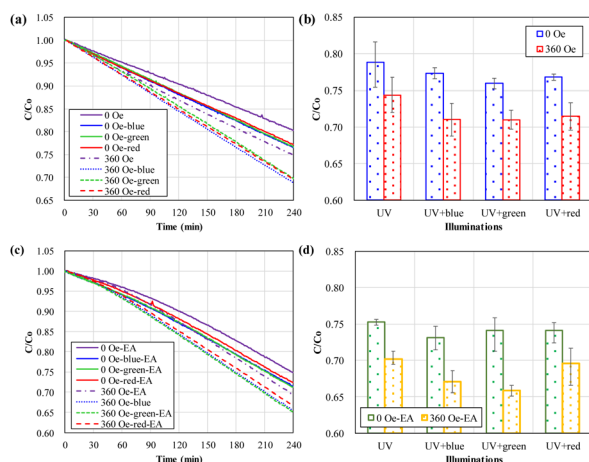 (a)
1.05
1.00
0.95
0.90
0.85
0.80
0.75
0.70
0.65
C/Co
0 Oe
0 Oe-blue
0 Oe-green
0 Oe-red
360 Oe
360 Oe-blue
360 Oe-green
360 Oe-red
0 30 60 90 120 150 180 210 240
Time (min)
(b)
0.85
0.80
0.75
0.70
0.65
0.60
C/Co
0 Oe
360 Oe
UV UV+blue UV+green UV+red
Illuminations
(c)
1.05
1.00
0.95
0.90
0.85
0.80
0.75
0.70
0.65
0.60
C/Co
0 Oe-EA
0 Oe-blue-EA
0 Oe-green-EA
0 Oe-red-EA
360 Oe-EA
360 Oe-blue
360 Oe-green-EA
360 Oe-red-EA
0 30 60 90 120 150 180 210 240
Time (min)
(d)
0.85
0.80
0.75
0.70
0.65
0.60
C/Co
0 Oe-EA 360 Oe-EA
UV UV+blue UV+green UV+red
Illuminations